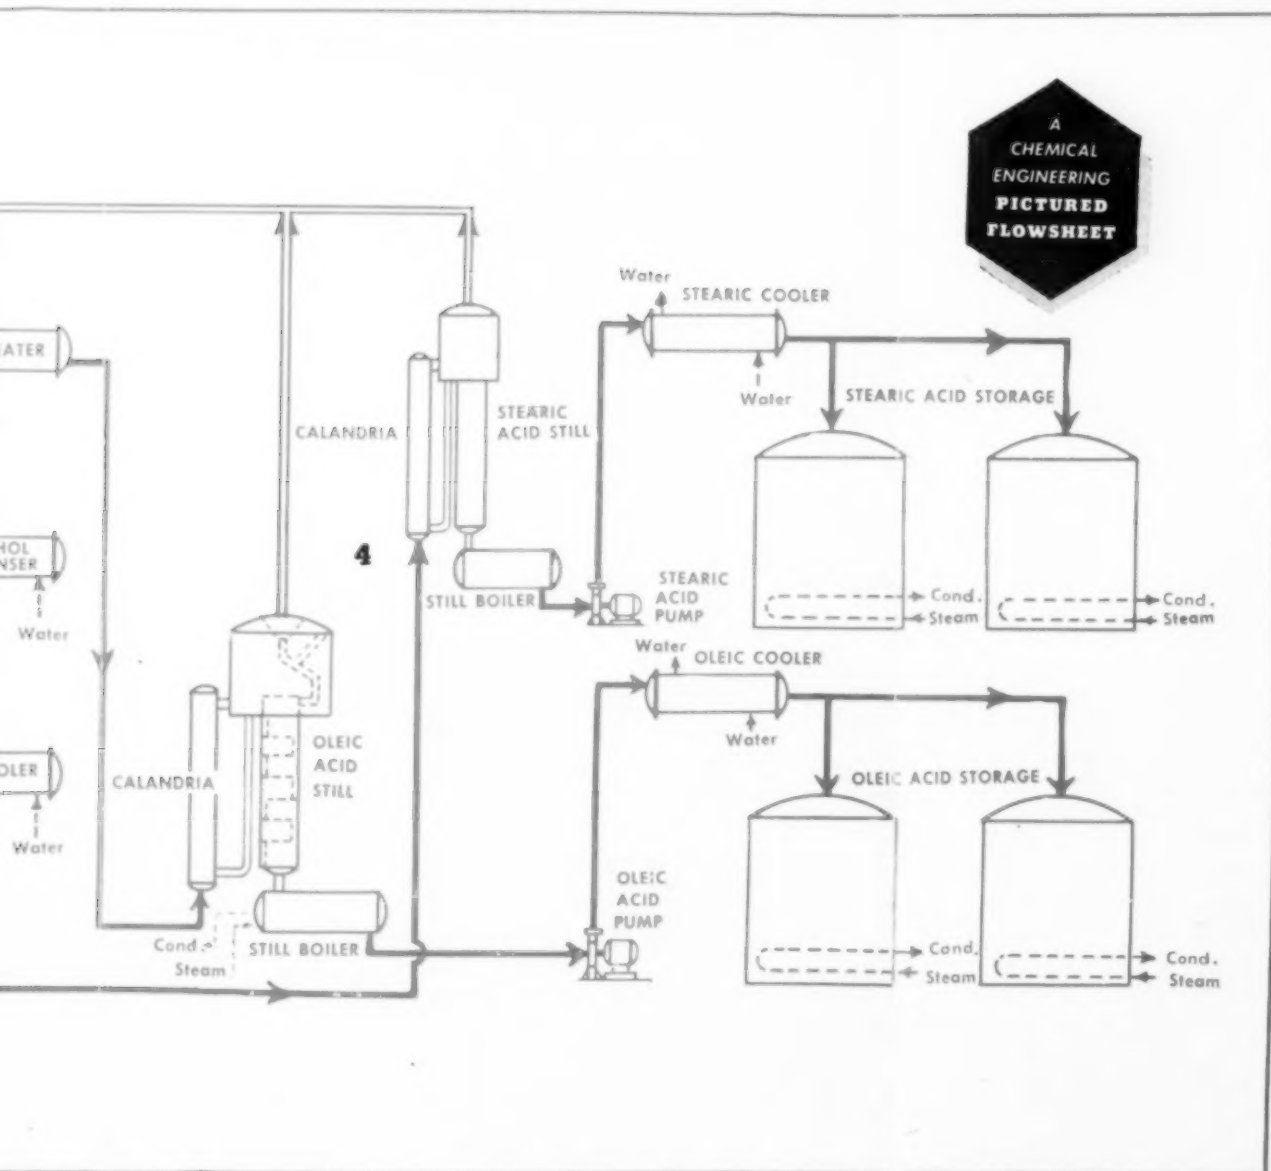 A
CHEMICAL
ENGINEERING
PICTURED
FLOWSHEET
Water
STEARIC COOLER
EATER
Water
STEARIC ACID STORAGE
CALANDRIA
STEARIC
ACID STILL
4
HOL
NSER
Water
STILL BOILER
STEARIC
ACID
PUMP
Cond.
Steam
Cond.
Steam
Water
OLEIC COOLER
Water
OLEIC
ACID
STILL
OLER
CALANDRIA
OLEIC ACID STORAGE
Water
OLEIC
ACID
PUMP
Cond.
Steam
STILL BOILER
Cond.
Steam
Cond.
Steam